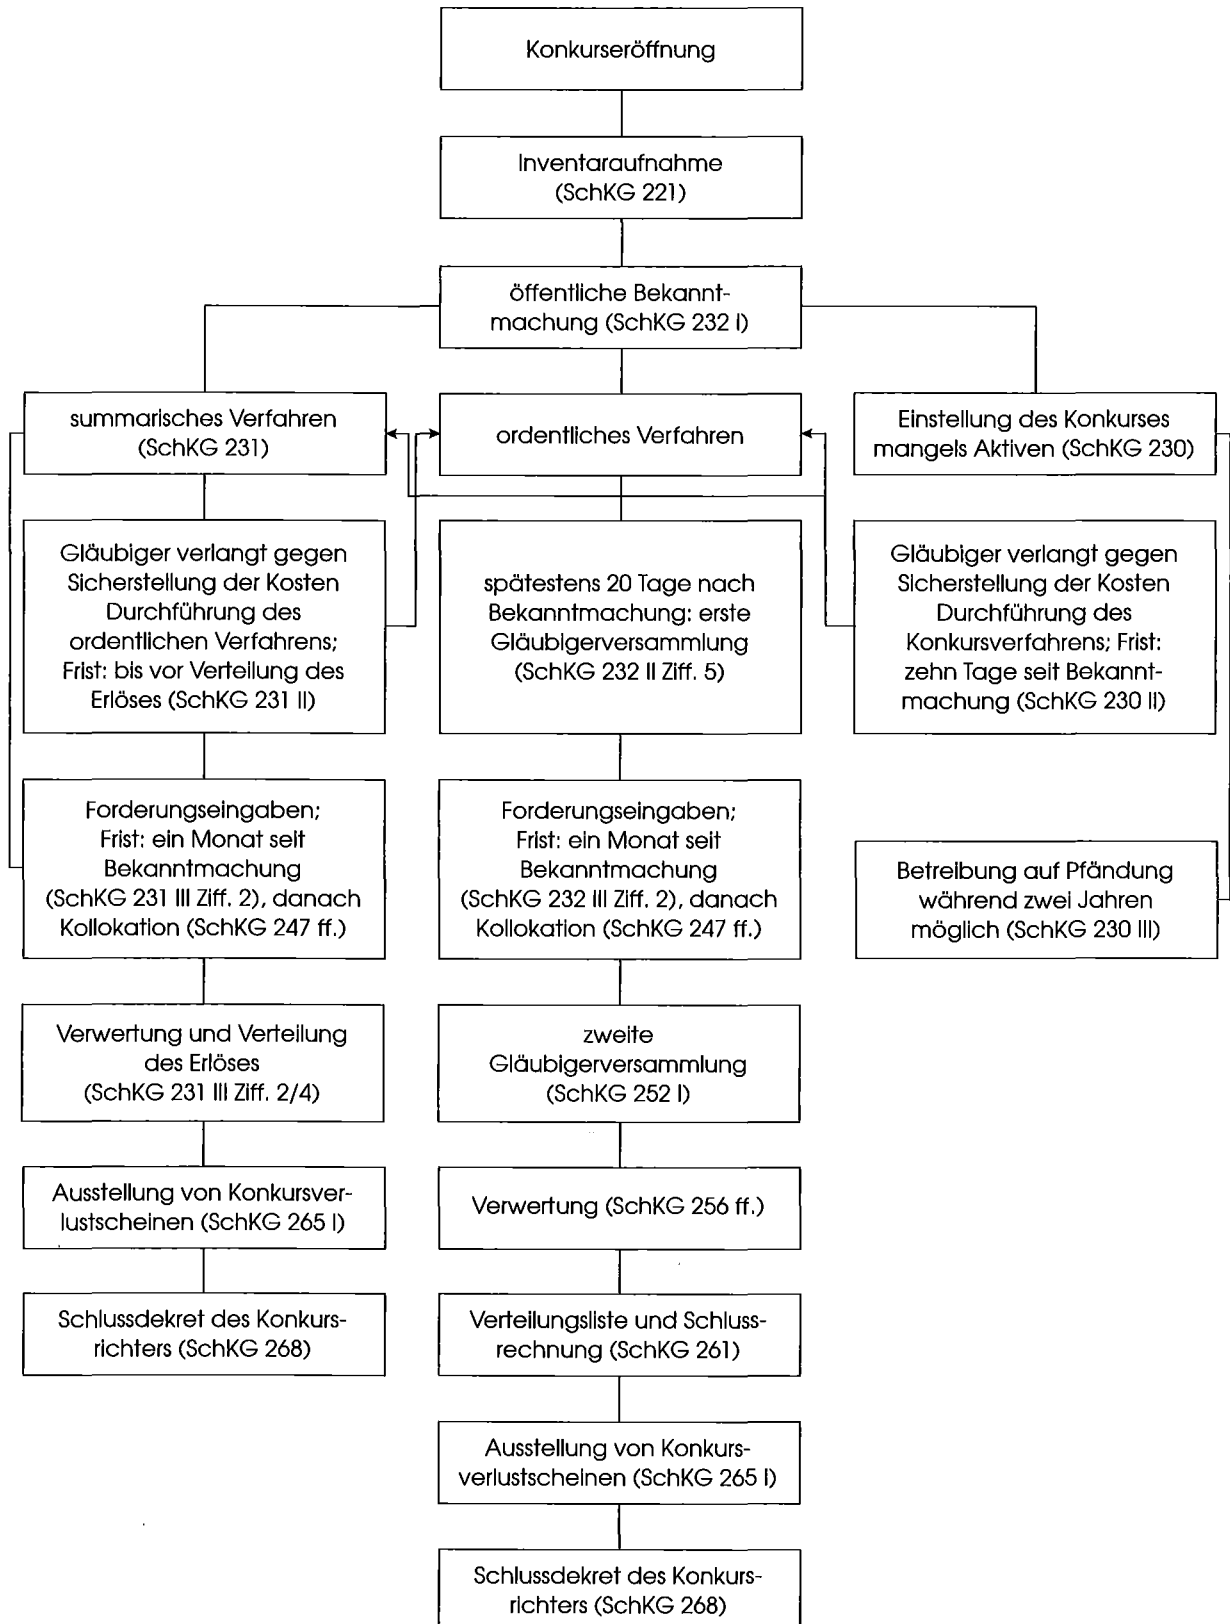 Konkurseröffnung
Inventaraufnahme
(SchKG 221)
öffentliche Bekannt-
machung (SchKG 232 I)
summarisches Verfahren
(SchKG 231)
ordentliches Verfahren
Einstellung des Konkurses
mangels Aktiven (SchKG 230)
Gläubiger verlangt gegen
Sicherstellung der Kosten
Durchführung des
ordentlichen Verfahrens;
Frist: bis vor Verteilung des
Erlöses (SchKG 231 II)
spätestens 20 Tage nach
Bekanntmachung: erste
Gläubigerversammlung
(SchKG 232 II Ziff. 5)
Gläubiger verlangt gegen
Sicherstellung der Kosten
Durchführung des
Konkursverfahrens; Frist:
zehn Tage seit Bekannt-
machung (SchKG 230 II)
Forderungseingaben;
Frist: ein Monat seit
Bekanntmachung
(SchKG 231 III Ziff. 2), danach
Kollokation (SchKG 247 ff.)
Forderungseingaben;
Frist: ein Monat seit
Bekanntmachung
(SchKG 232 III Ziff. 2), danach
Kollokation (SchKG 247 ff.)
Betreibung auf Pfändung
während zwei Jahren
möglich (SchKG 230 III)
Verwertung und Verteilung
des Erlöses
(SchKG 231 III Ziff. 2/4)
zweite
Gläubigerversammlung
(SchKG 252 I)
Ausstellung von Konkursver-
lustscheinen (SchKG 265 I)
Verwertung (SchKG 256 ff.)
Schlussdekret des Konkurs-
richters (SchKG 268)
Verteilungsliste und Schluss-
rechnung (SchKG 261)
Ausstellung von Konkurs-
verlustscheinen (SchKG 265 I)
Schlussdekret des Konkurs-
richters (SchKG 268)